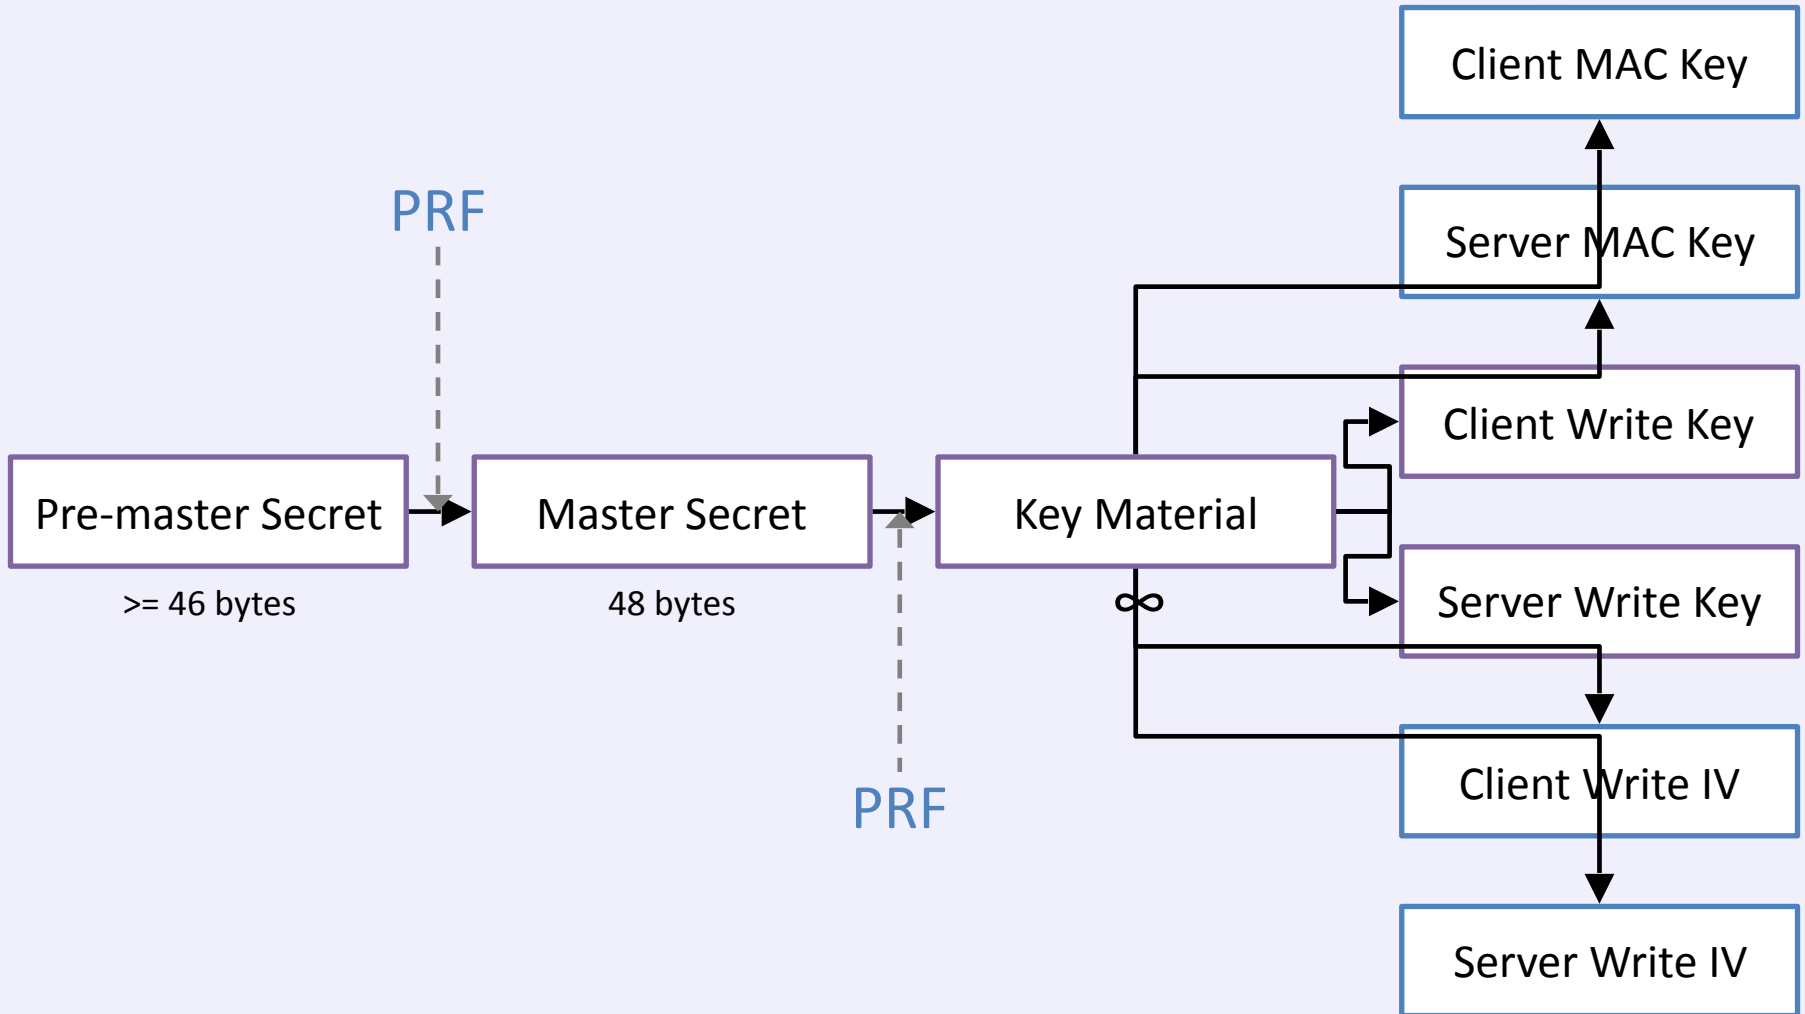 Client MAC Key
PRF
Server MAC Key
Client Write Key
Pre-master Secret
Master Secret
Key Material
>= 46 bytes
48 bytes
∞
Server Write Key
Client Write IV
PRF
Server Write IV